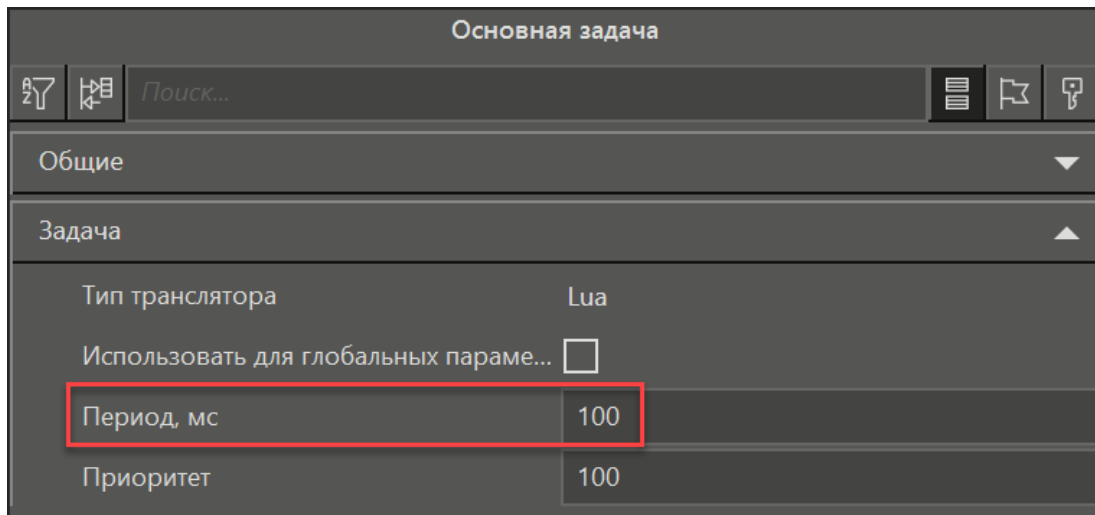 Основная задача
Поиск...
Общие
Задача
Тип транслятора Lua
Использовать для глобальных параме...
Период, мс 100
Приоритет 100